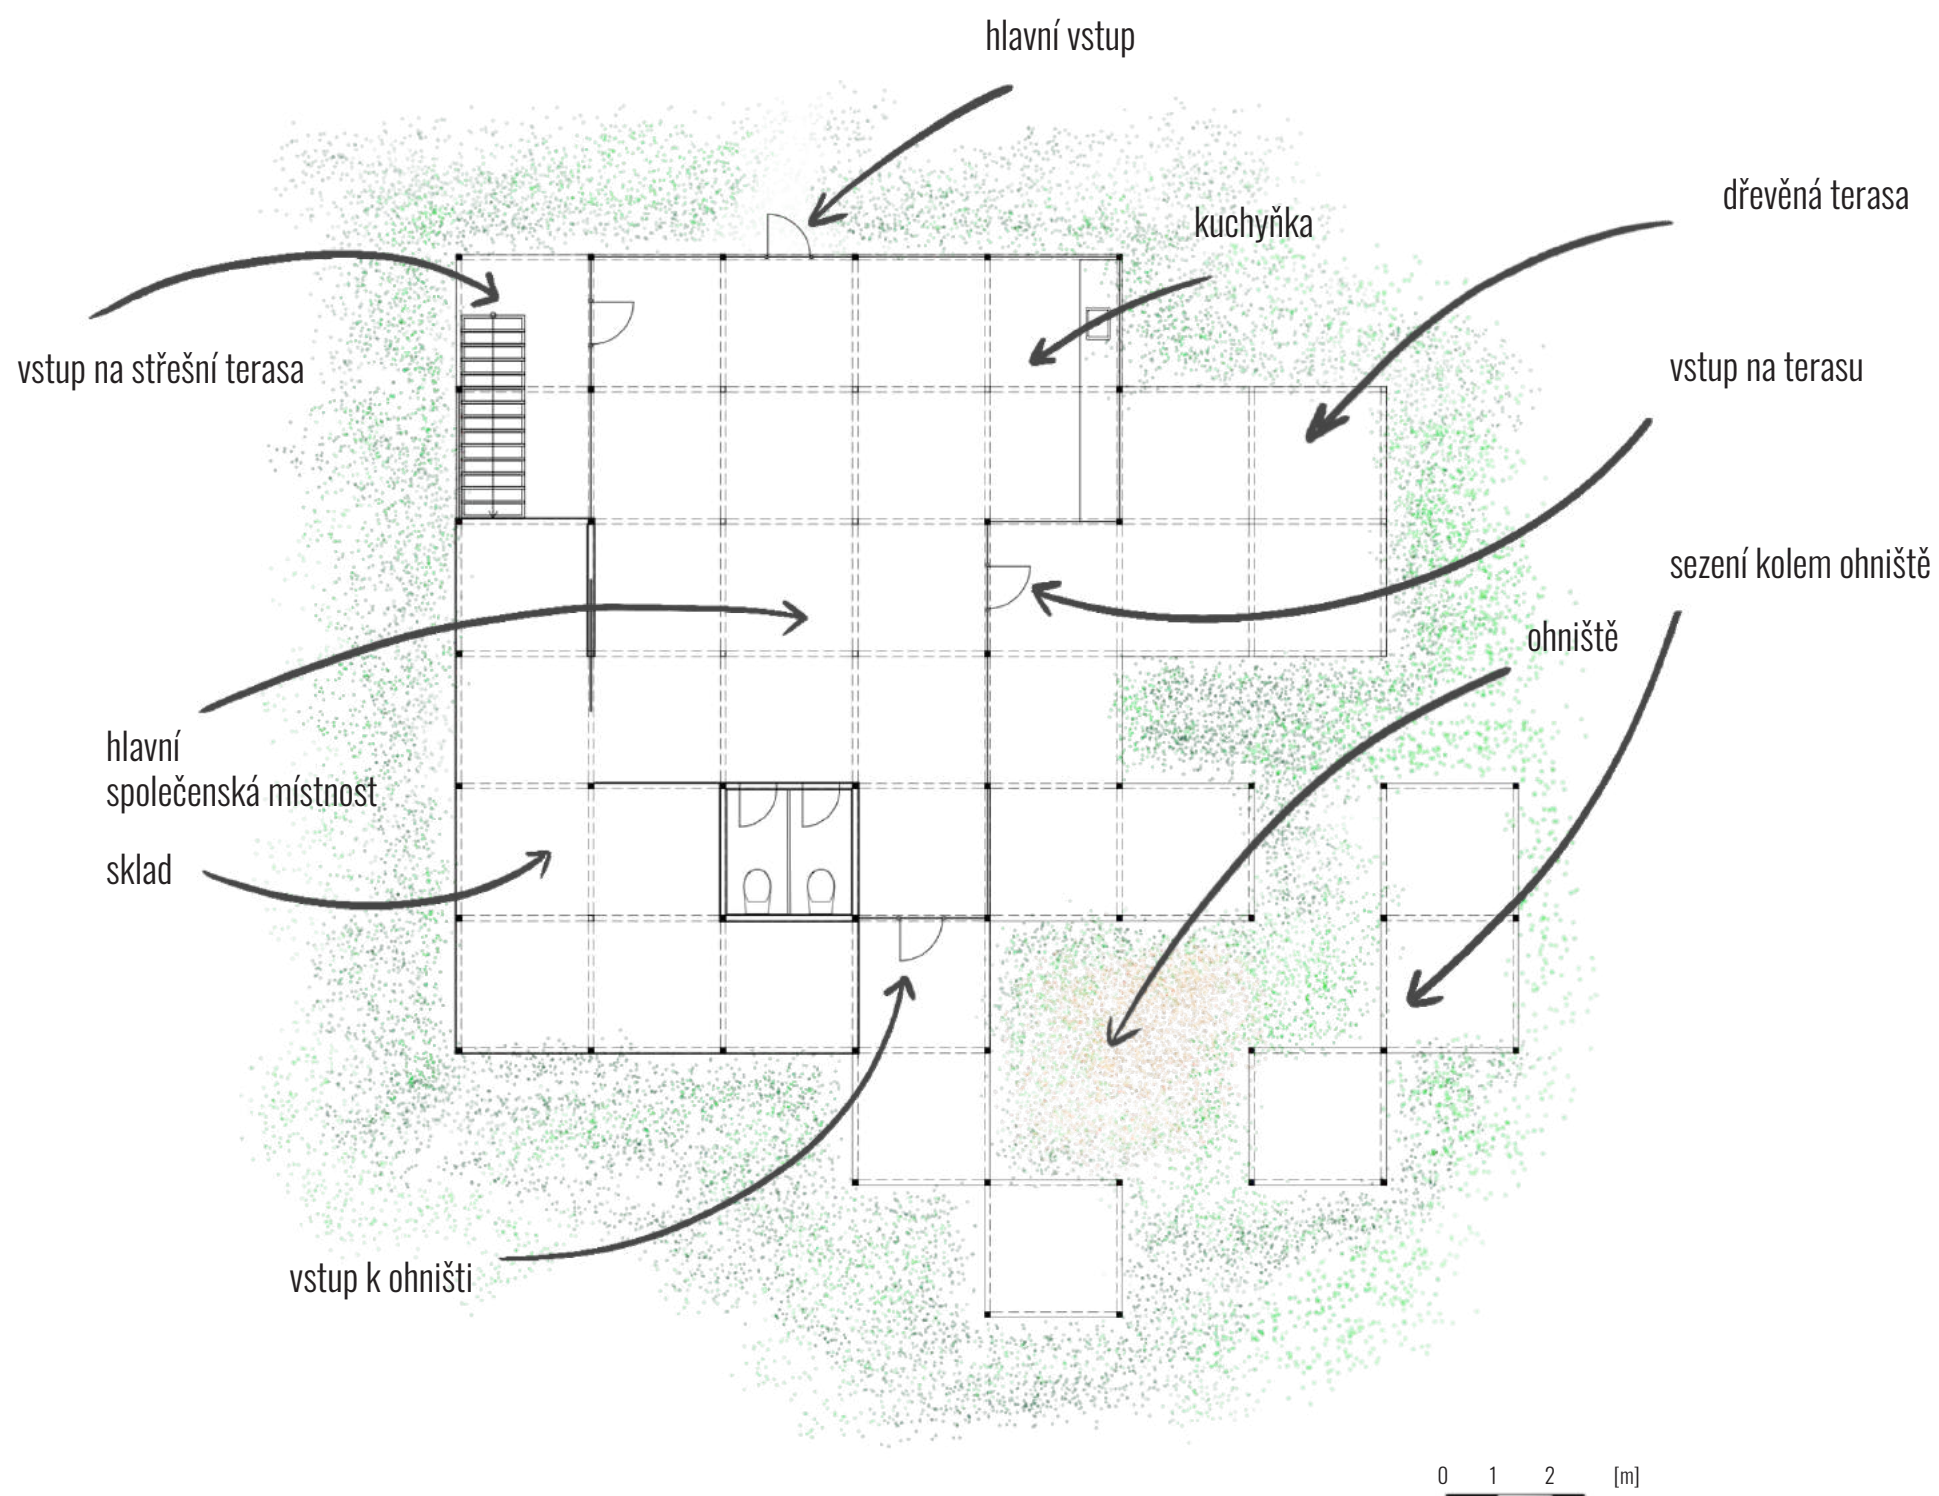 hlavní vstup
dřevěná terasa
kuchyňka
vstup na střešní terasa
vstup na terasu
sezení kolem ohniště
ohniště
hlavní
společenská místnost
sklad
vstup k ohništi
0 1 2 [m]